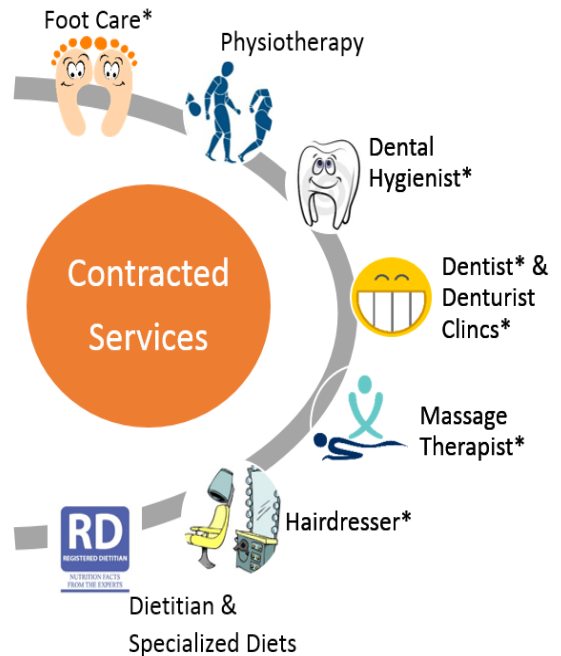 Foot Care*
Physiotherapy
Dental
Hygienist*
Contracted
Services
Dentist* &
Denturist
Clincs*
Massage
Therapist*
Hairdresser*
RD
REGISTERED DIETITIAN
NUTRITION FACTS
FROM THE EXPERTS
Dietitian &
Specialized Diets